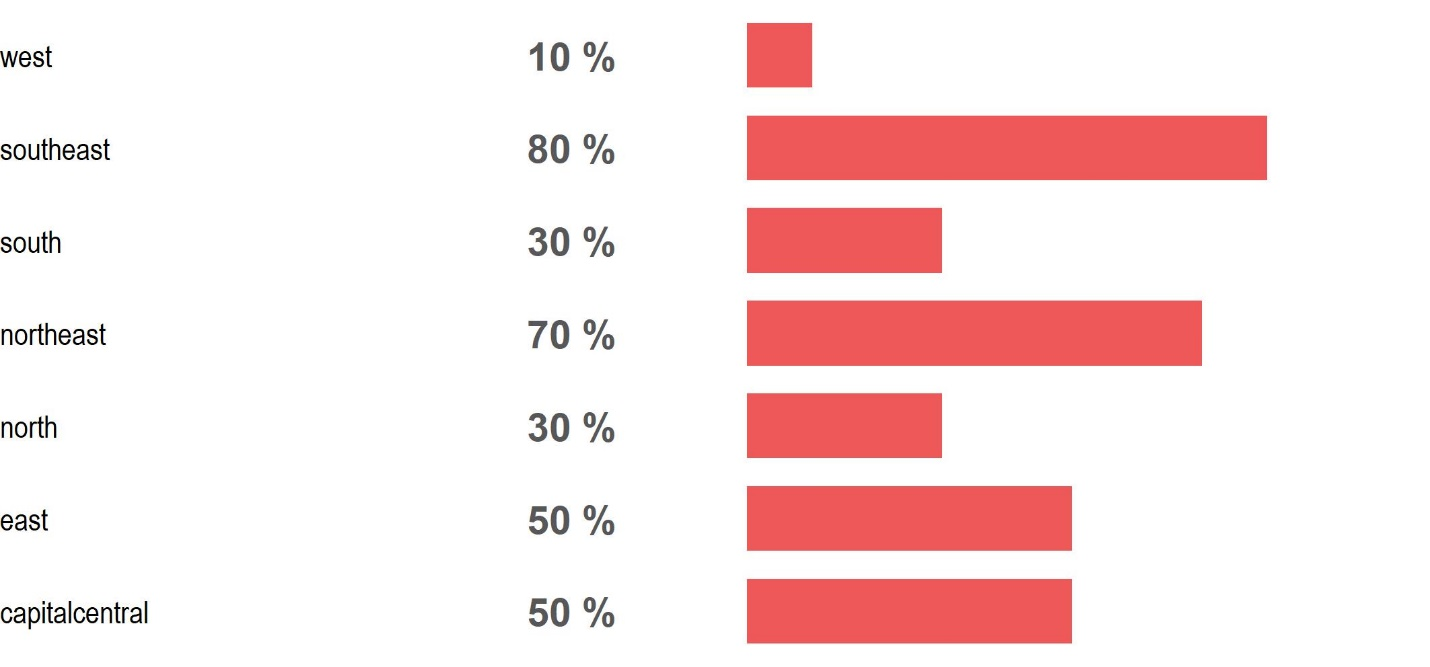 west 10 %
southeast 80 %
south 30 %
northeast 70 %
north 30 %
east 50 %
capitalcentral 50 %